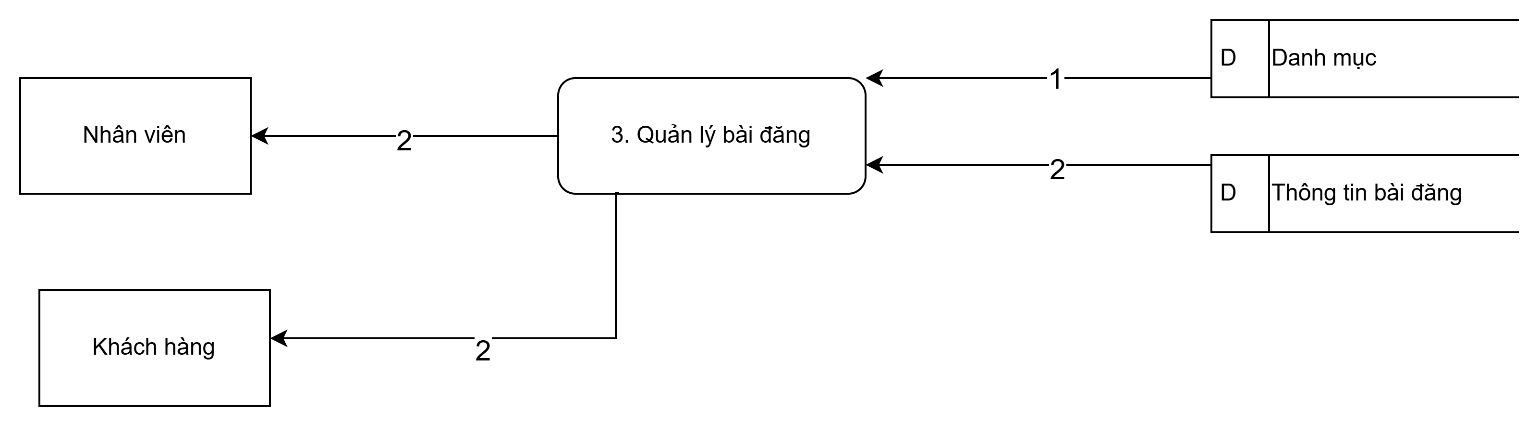 D Danh mục
1
Nhân viên
2
3. Quản lý bài đăng
2
D Thông tin bài đăng
Khách hàng
2